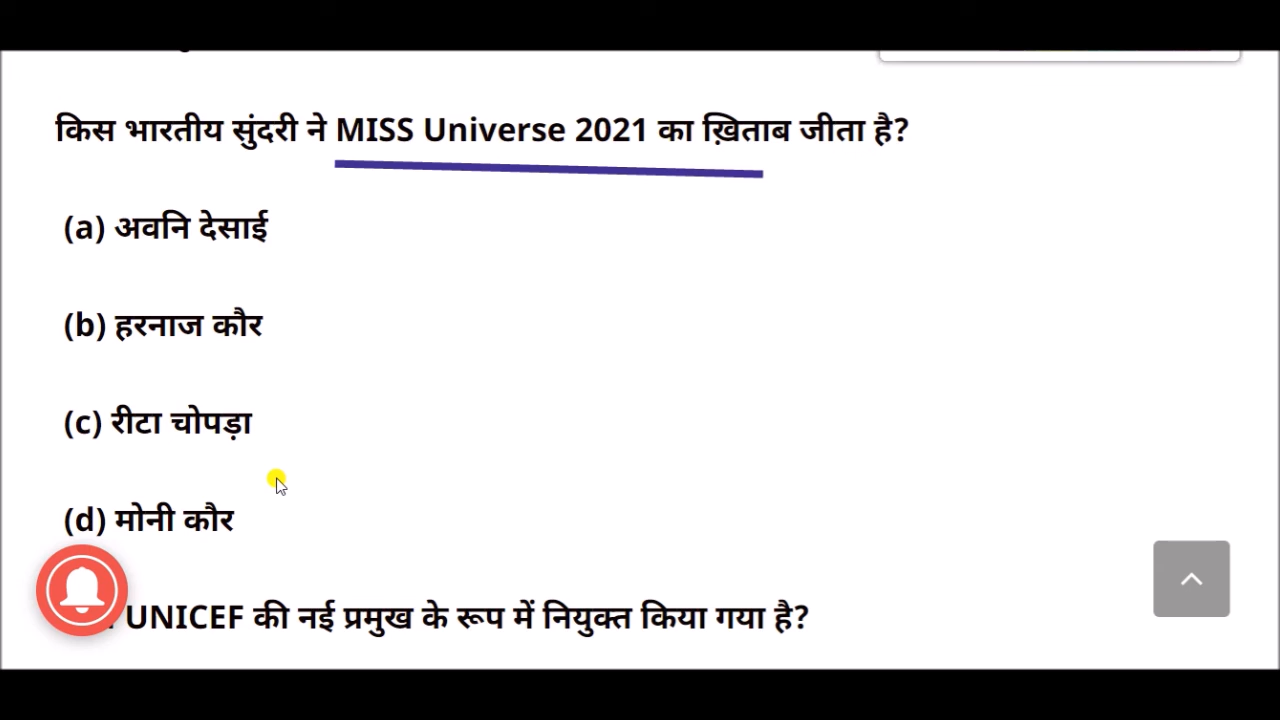 किस भारतीय सुंदरी ने MISS Universe 2021 का ख़िताब जीता है?
(a) अवनि देसाई
(b) हरनाज कौर
(c) रीटा चोपड़ा
(d) मोनी कौर
UNICEF की नई प्रमुख के रूप में नियुक्त किया गया है?